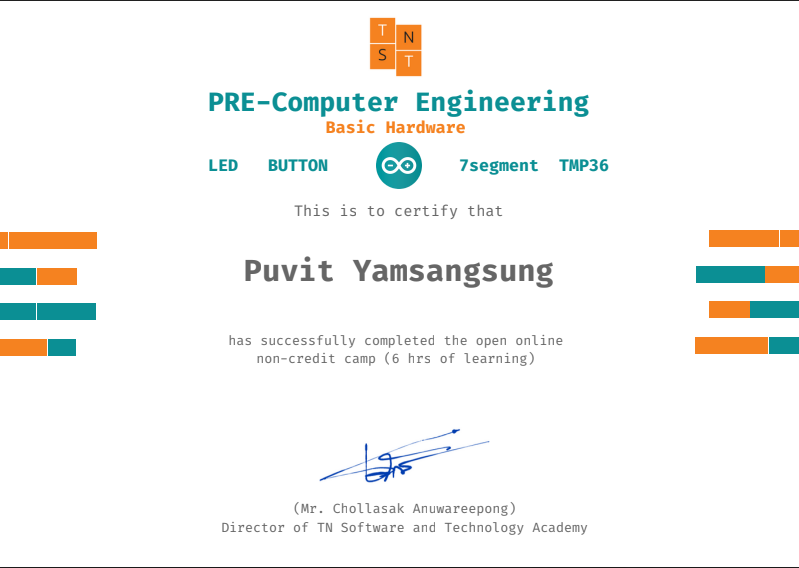 T N
S T
PRE-Computer Engineering
Basic Hardware
LED BUTTON 7segment TMP36
This is to certify that
Puvit Yamsangsung
has successfully completed the open online
non-credit camp (6 hrs of learning)
(Mr. Chollasak Anuwareepong)
Director of TN Software and Technology Academy